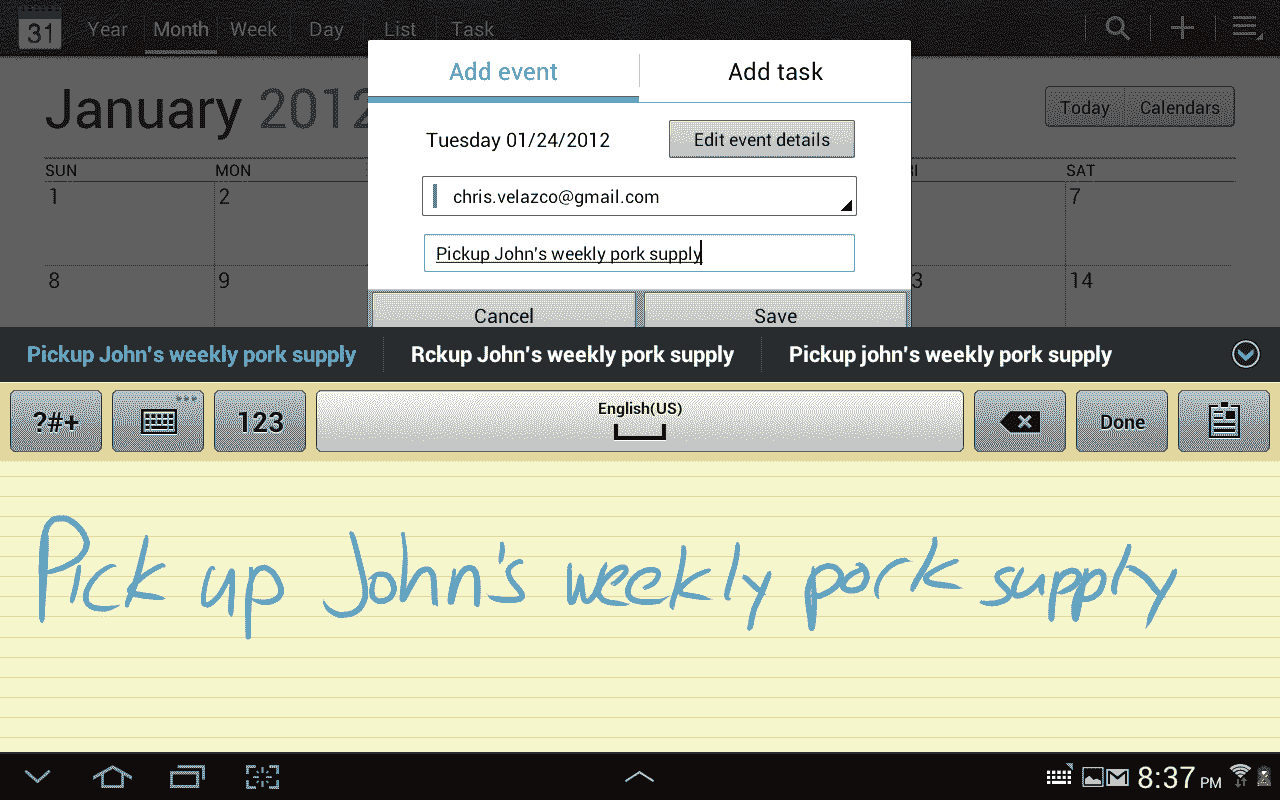 31 Year Month Week Day List Task
Add event Add task
January 2012
Today Calendars
Tuesday 01/24/2012 Edit event details
SUN MON SAT
1 2 7
chris.velazco@gmail.com
Pickup John's weekly pork supply
8 9 3 14
Cancel Save
Pickup John's weekly pork supply Rckup John's weekly pork supply Pickup john's weekly pork supply
?#+ 123 English(US) Done
Pick up John's weekly pork supply
8:37 PM